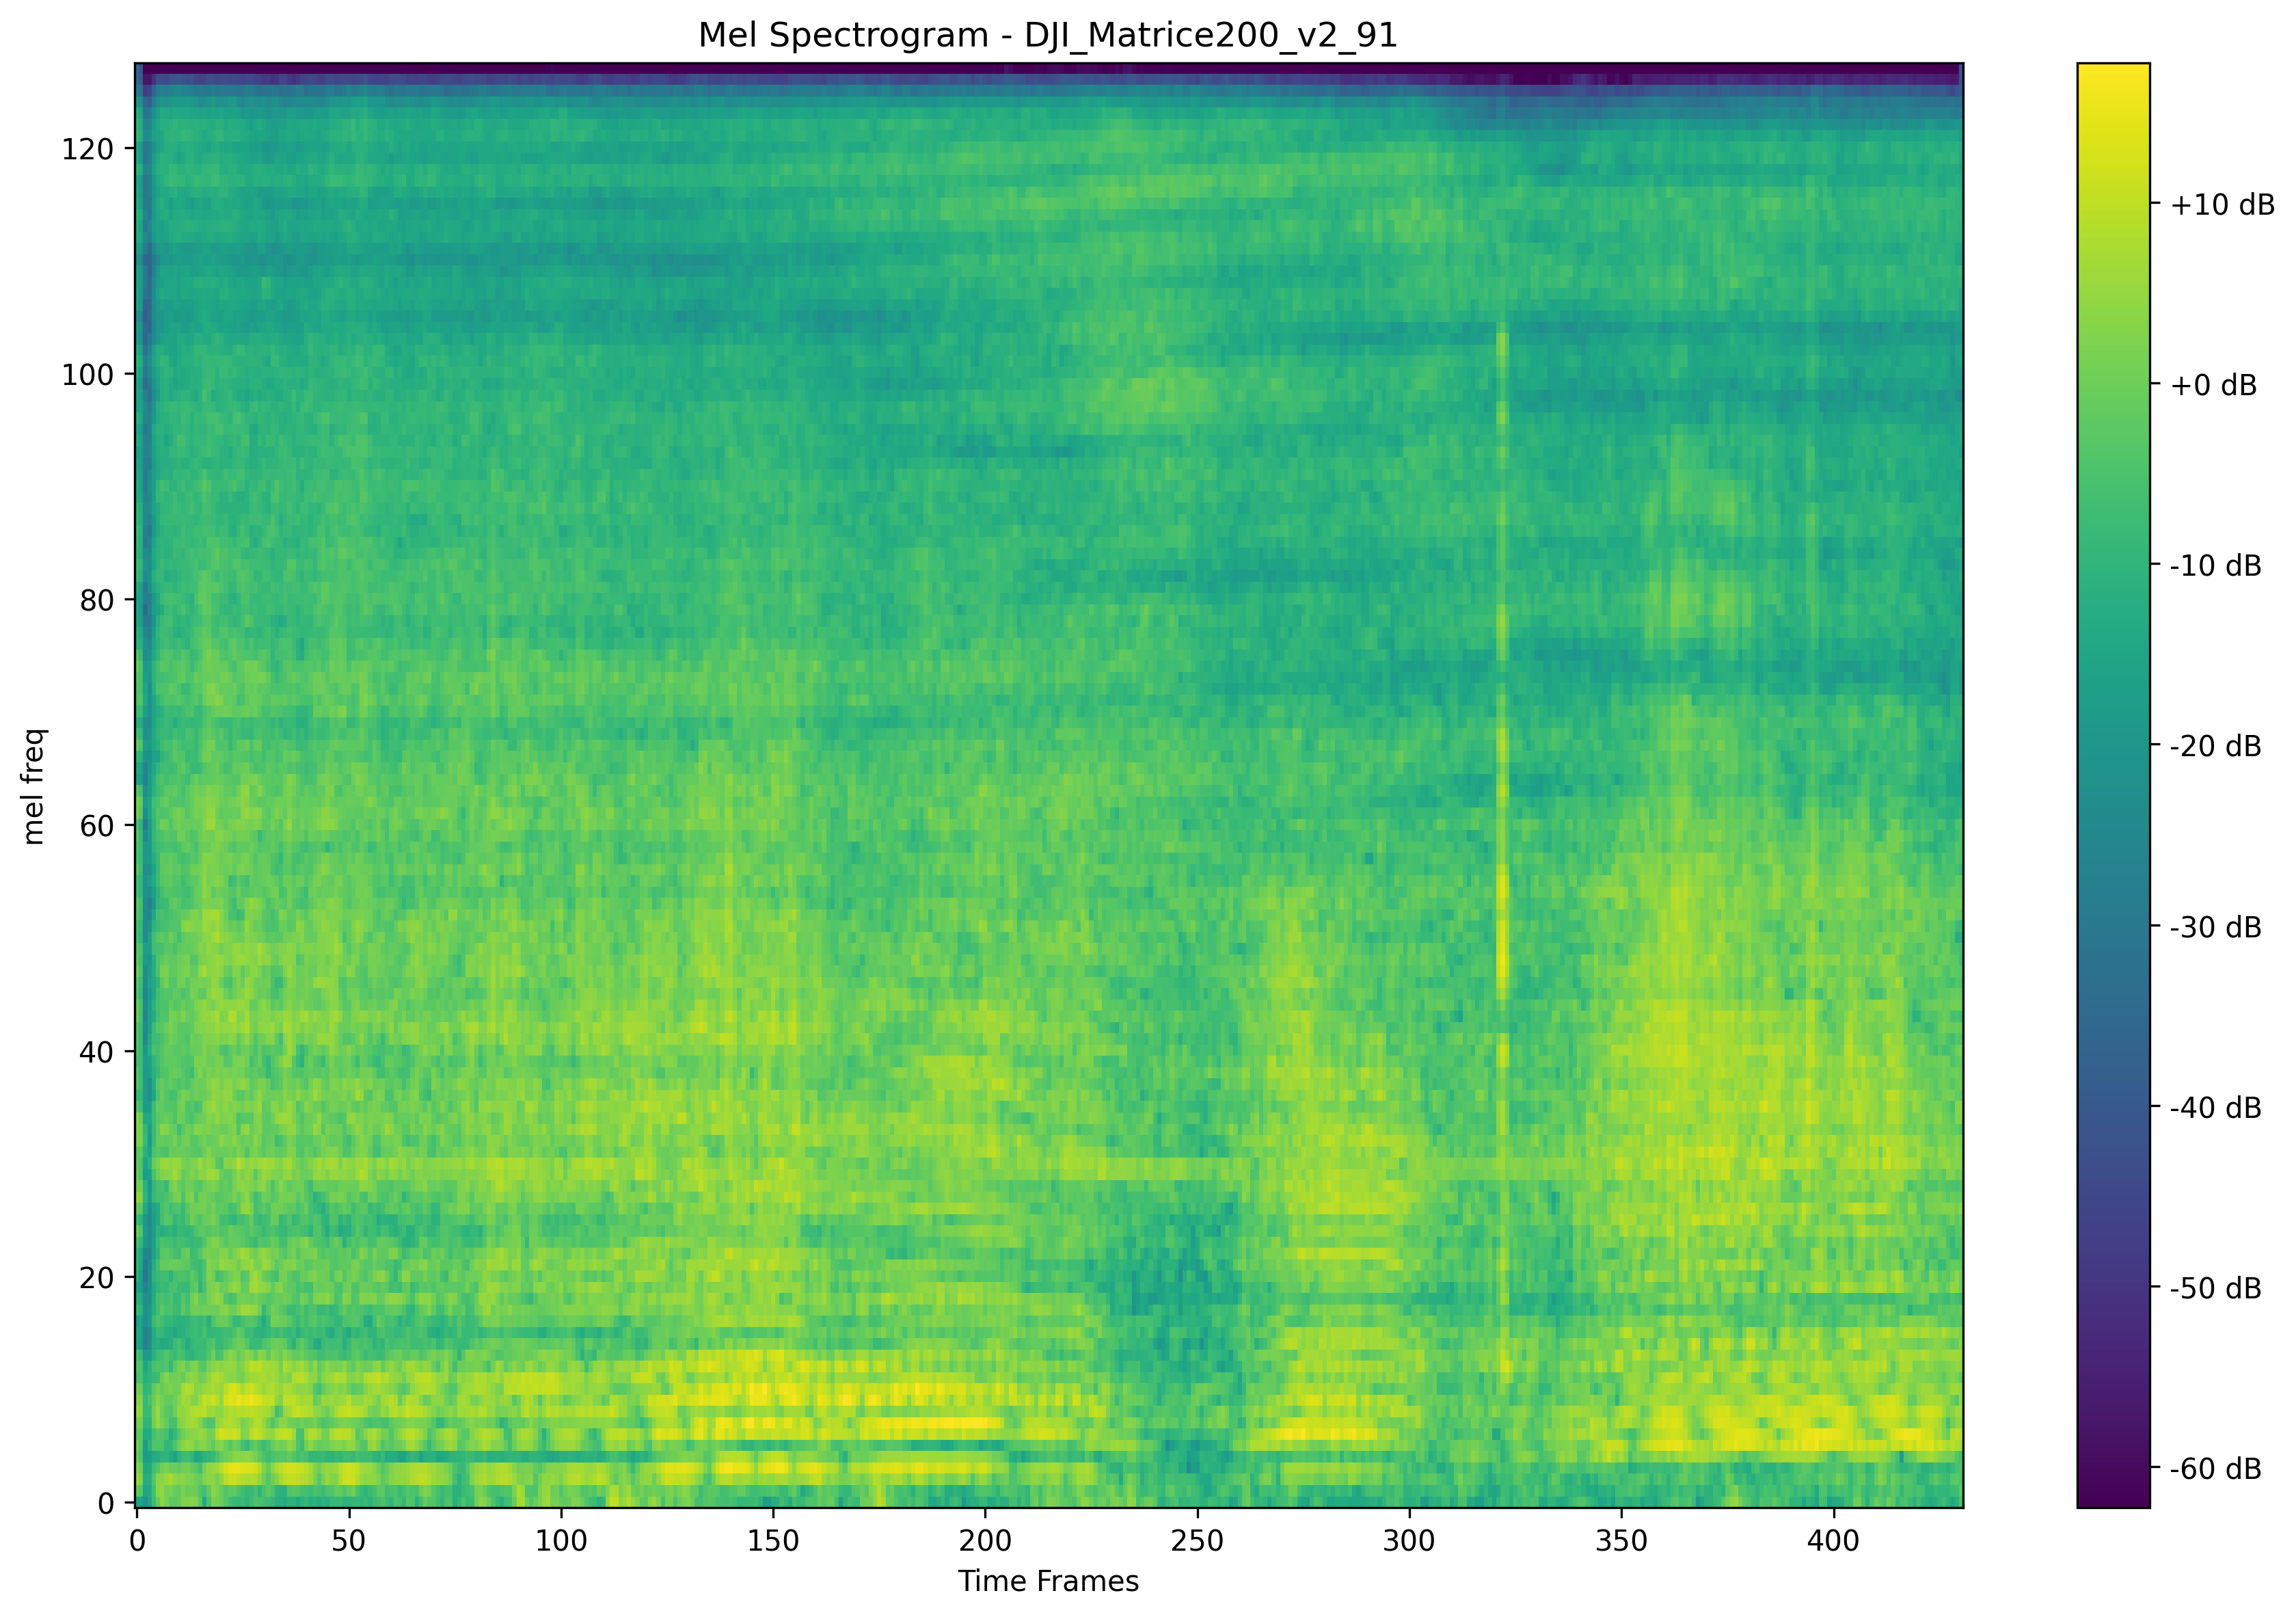 Mel Spectrogram - DJI_Matrice200_v2_91
mel freq
120
100
80
60
40
20
0
0 50 100 150 200 250 300 350 400
Time Frames
+10 dB
+0 dB
-10 dB
-20 dB
-30 dB
-40 dB
-50 dB
-60 dB